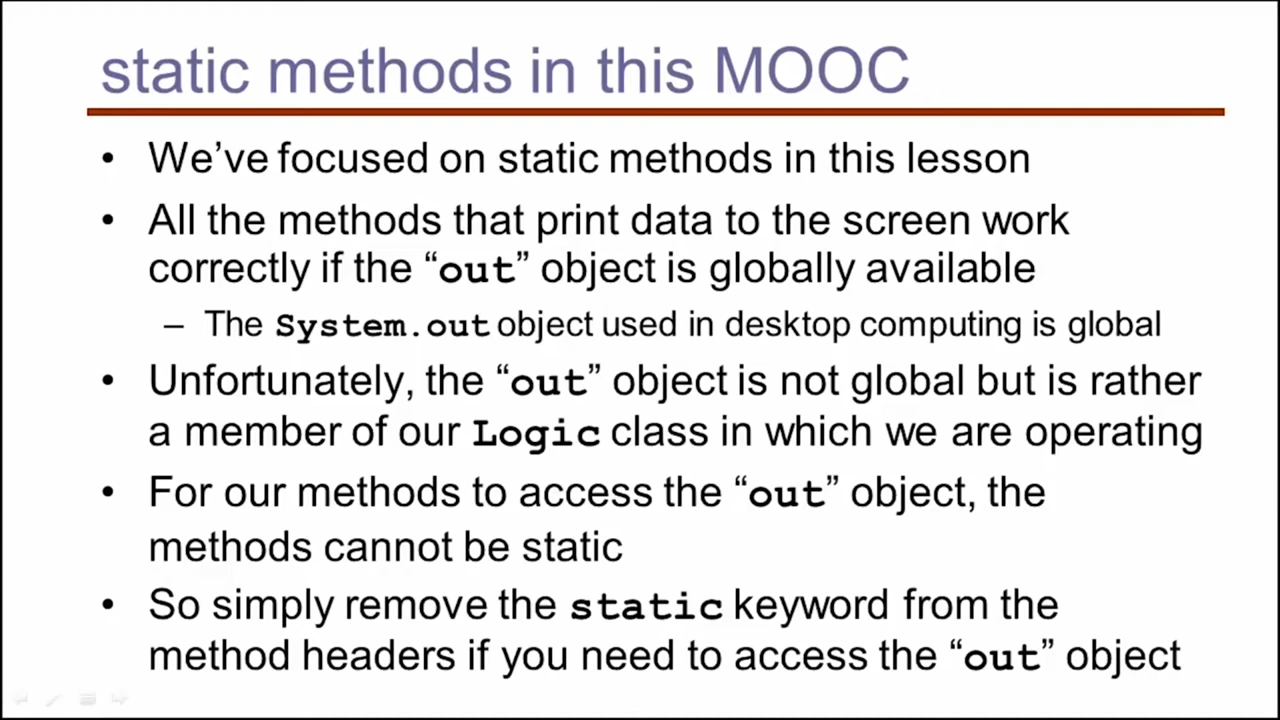 static methods in this MOOC
• We’ve focused on static methods in this lesson
• All the methods that print data to the screen work
correctly if the “out” object is globally available
– The System.out object used in desktop computing is global
• Unfortunately, the “out” object is not global but is rather
a member of our Logic class in which we are operating
• For our methods to access the “out” object, the
methods cannot be static
• So simply remove the static keyword from the
method headers if you need to access the “out” object